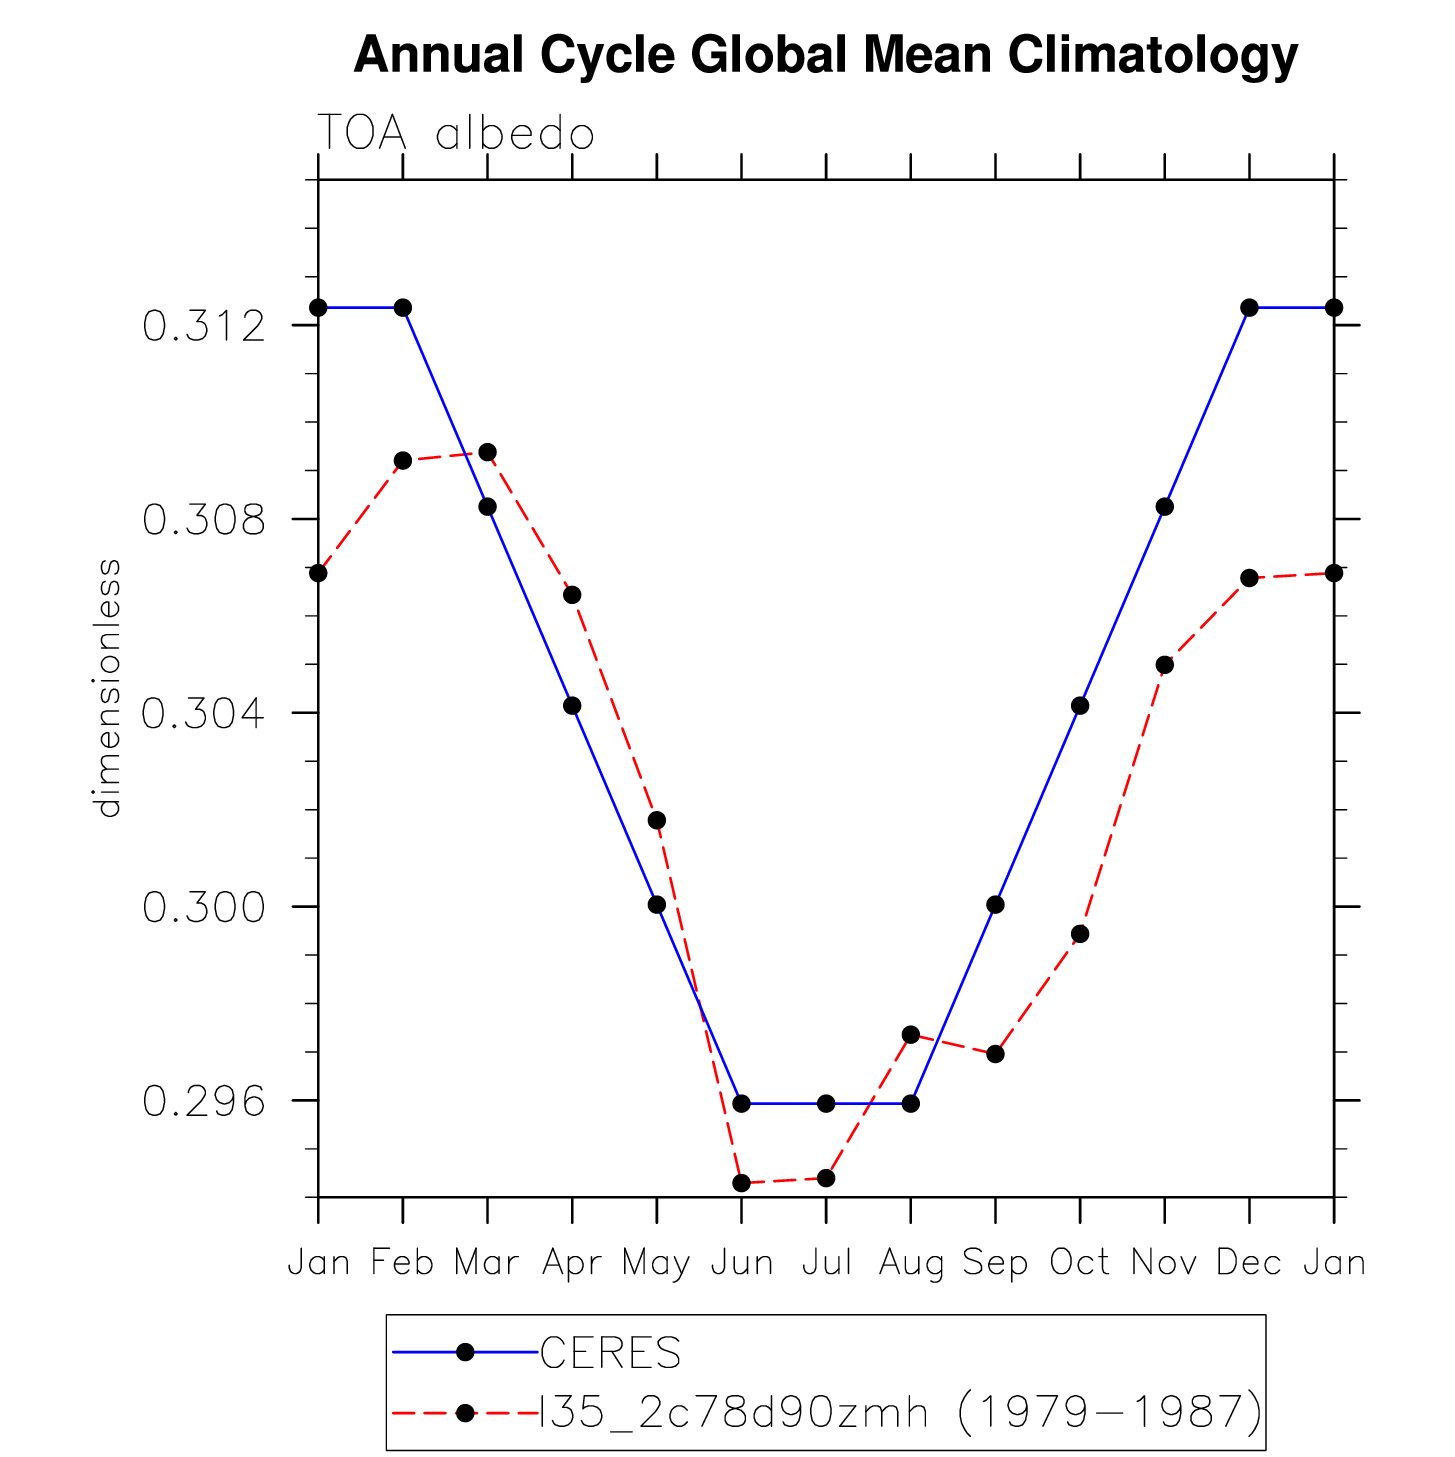 Annual Cycle Global Mean Climatology
TOA albedo
0.312
0.308
0.304
0.300
0.296
dimensionless
Jan Feb Mar Apr May Jun Jul Aug Sep Oct Nov Dec Jan
CERES
l35_2c78d90zmh (1979-1987)